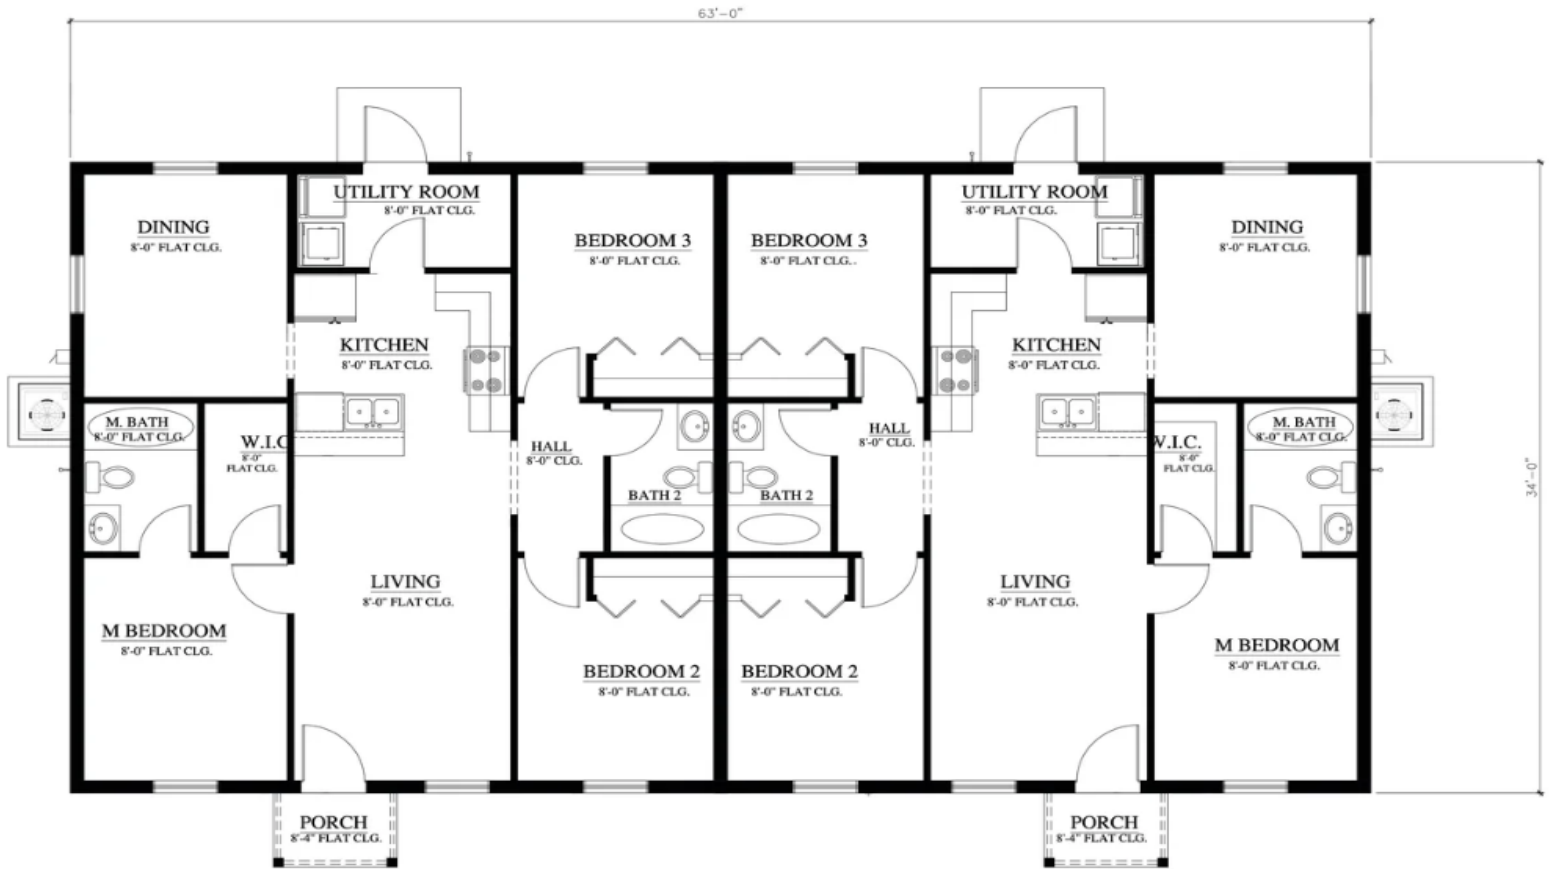 63'-0"
UTILITY ROOM
8'-0" FLAT CLG.
UTILITY ROOM
8'-0" FLAT CLG.
DINING
8'-0" FLAT CLG.
BEDROOM 3
8'-0" FLAT CLG.
BEDROOM 3
8'-0" FLAT CLG..
DINING
8'-0" FLAT CLG.
KITCHEN
8'-0" FLAT CLG.
KITCHEN
8'-0" FLAT CLG.
M. BATH
8'-0" FLAT CLG.
W.I.C
8'-0"
FLAT CLG.
HALL
8'-0" CLG.
HALL
8'-0" CLG.
W.I.C.
8'-0"
FLAT CLG.
M. BATH
8'-0" FLAT CLG.
34'-0"
BATH 2
BATH 2
LIVING
8'-0" FLAT CLG.
LIVING
8'-0" FLAT CLG.
M BEDROOM
8'-0" FLAT CLG.
BEDROOM 2
8'-0" FLAT CLG.
BEDROOM 2
8'-0" FLAT CLG.
M BEDROOM
8'-0" FLAT CLG.
PORCH
8'-4" FLAT CLG.
PORCH
8'-4" FLAT CLG.